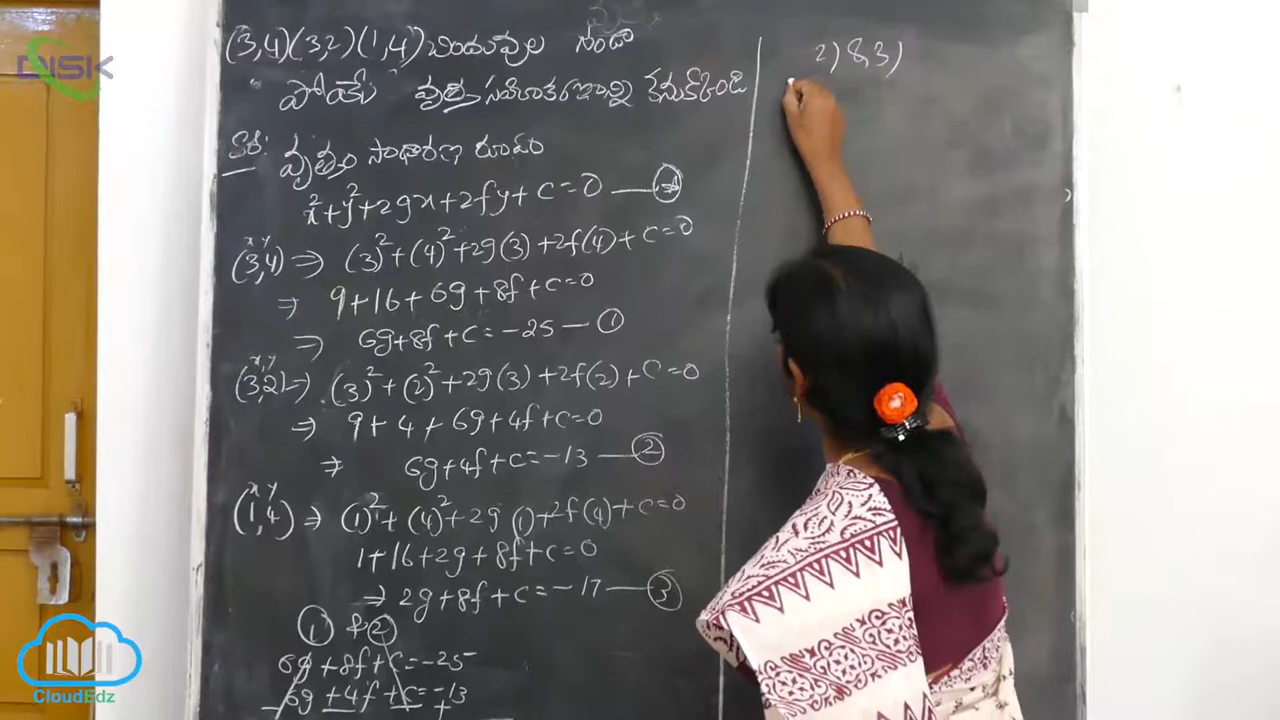 DISK
(3,4)(3,2)(1,4) బిందువుల గుండా
పోయే వృత్త సమీకరణాన్ని కనుక్కోండి
సాధారణ రూపం
x²+y²+2gx+2fy+c=0
x y
(3,4) ⇒ (3)²+(4)²+2g(3)+2f(4)+c=0
⇒ 9+16+6g+8f+c=0
⇒ 6g+8f+c=-25 — ①
x, y
(3,2) ⇒ (3)²+(2)²+2g(3)+2f(2)+c=0
⇒ 9+4+6g+4f+c=0
⇒ 6g+4f+c=-13 — ②
x y
(1,4) ⇒ (1)²+(4)²+2g(1)+2f(4)+c=0
1+16+2g+8f+c=0
⇒ 2g+8f+c=-17 — ③
① & ②
6g+8f+c=-25
6g+4f+c=-13
- - - +
2) & 3)
CloudEdz